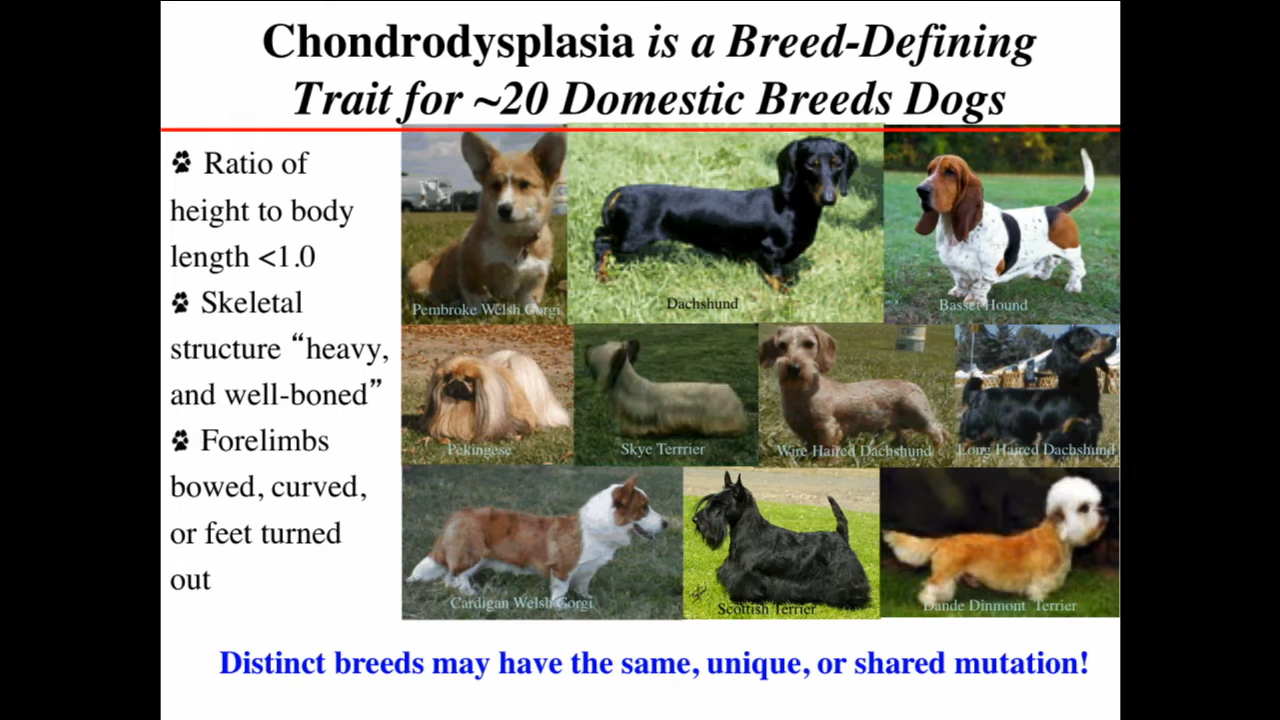 Chondrodysplasia is a Breed-Defining
Trait for ~20 Domestic Breeds Dogs
Ratio of
height to body
length <1.0
Skeletal
structure “heavy,
and well-boned”
Forelimbs
bowed, curved,
or feet turned
out
Pembroke Welsh Corgi
Dachshund
Basset Hound
Pekingese
Skye Terrrier
Wire Haired Dachshund
Long Haired Dachshund
Cardigan Welsh Corgi
Scottish Terrier
Dande Dinmont Terrier
Distinct breeds may have the same, unique, or shared mutation!